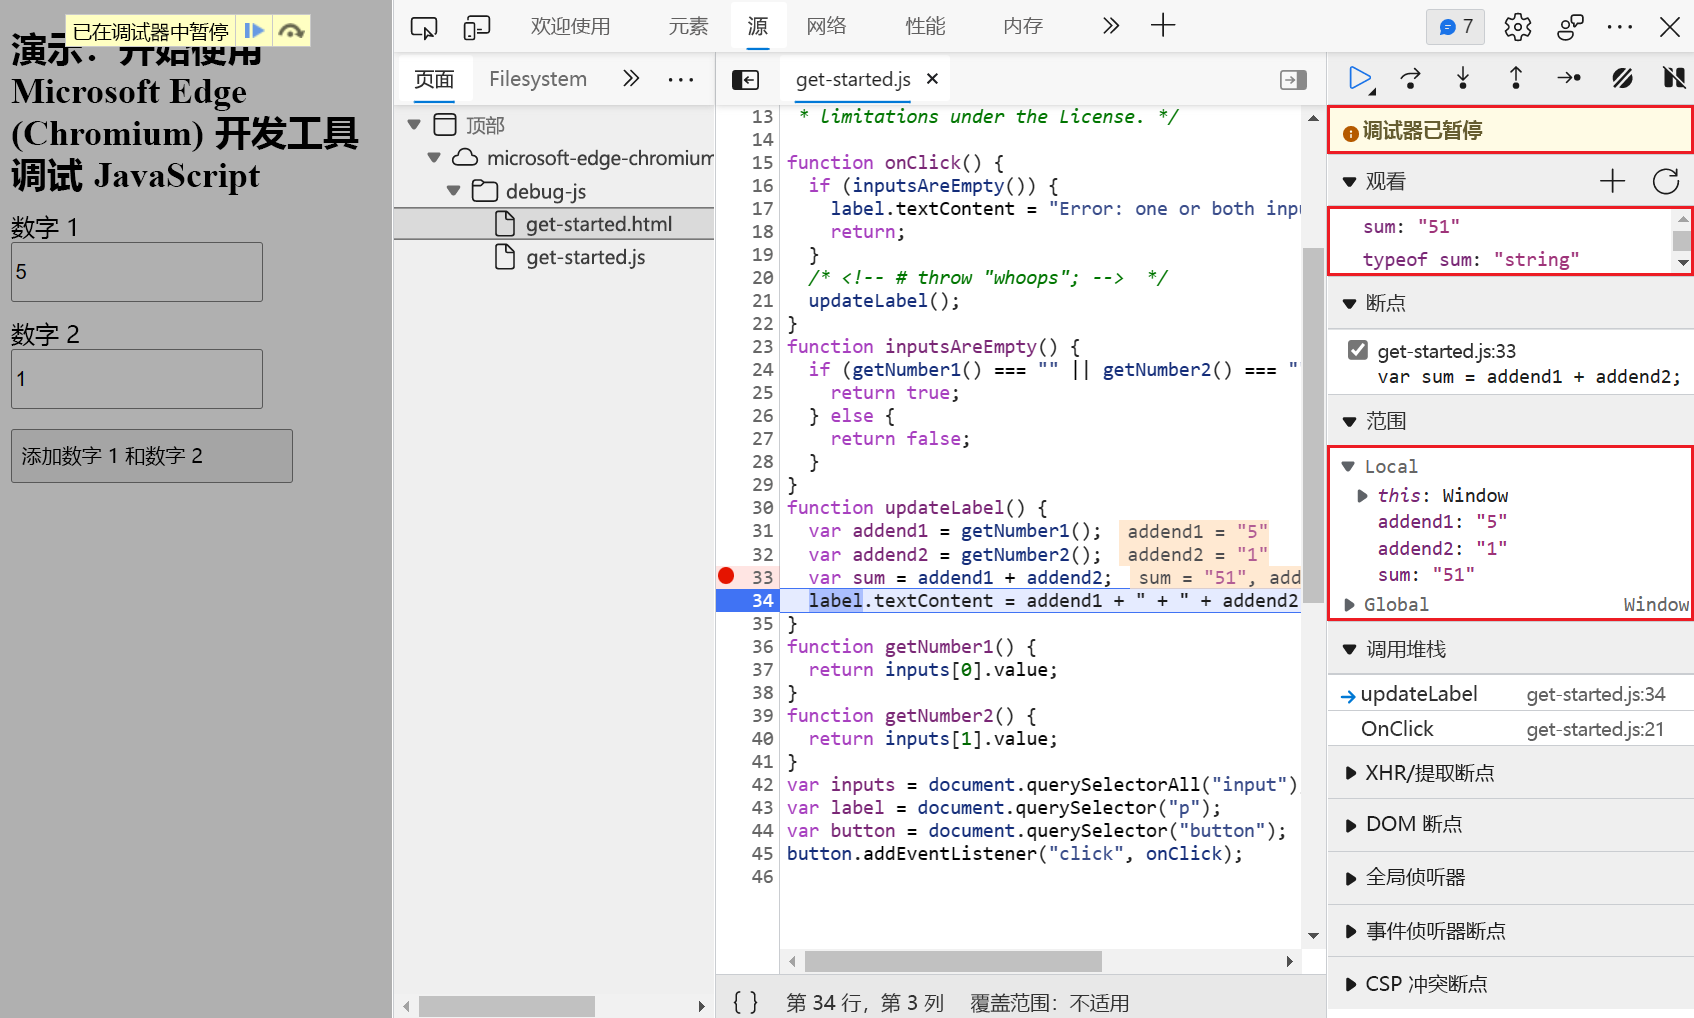 已在调试器中暂停
演示：开始使用
Microsoft Edge
(Chromium) 开发工具
调试 JavaScript
数字 1
5
数字 2
1
添加数字 1 和数字 2
欢迎使用
元素
源
网络
性能
内存
7
页面
Filesystem
顶部
microsoft-edge-chromium
debug-js
get-started.html
get-started.js
get-started.js
13 * limitations under the License. */
14
15 function onClick() {
16 if (inputsAreEmpty()) {
17 label.textContent = "Error: one or both inpu
18 return;
19 }
20 /* <!-- # throw "whoops"; -->  */
21 updateLabel();
22 }
23 function inputsAreEmpty() {
24 if (getNumber1() === "" || getNumber2() === "
25 return true;
26 } else {
27 return false;
28 }
29 }
30 function updateLabel() {
31 var addend1 = getNumber1(); addend1 = "5"
32 var addend2 = getNumber2(); addend2 = "1"
33 var sum = addend1 + addend2; sum = "51", add
34 label.textContent = addend1 + " + " + addend2
35 }
36 function getNumber1() {
37 return inputs[0].value;
38 }
39 function getNumber2() {
40 return inputs[1].value;
41 }
42 var inputs = document.querySelectorAll("input")
43 var label = document.querySelector("p");
44 var button = document.querySelector("button");
45 button.addEventListener("click", onClick);
46
{ } 第 34 行，第 3 列 覆盖范围：不适用
调试器已暂停
观看
sum: "51"
typeof sum: "string"
断点
get-started.js:33
var sum = addend1 + addend2;
范围
Local
this: Window
addend1: "5"
addend2: "1"
sum: "51"
Global Window
调用堆栈
updateLabel get-started.js:34
OnClick get-started.js:21
XHR/提取断点
DOM 断点
全局侦听器
事件侦听器断点
CSP 冲突断点